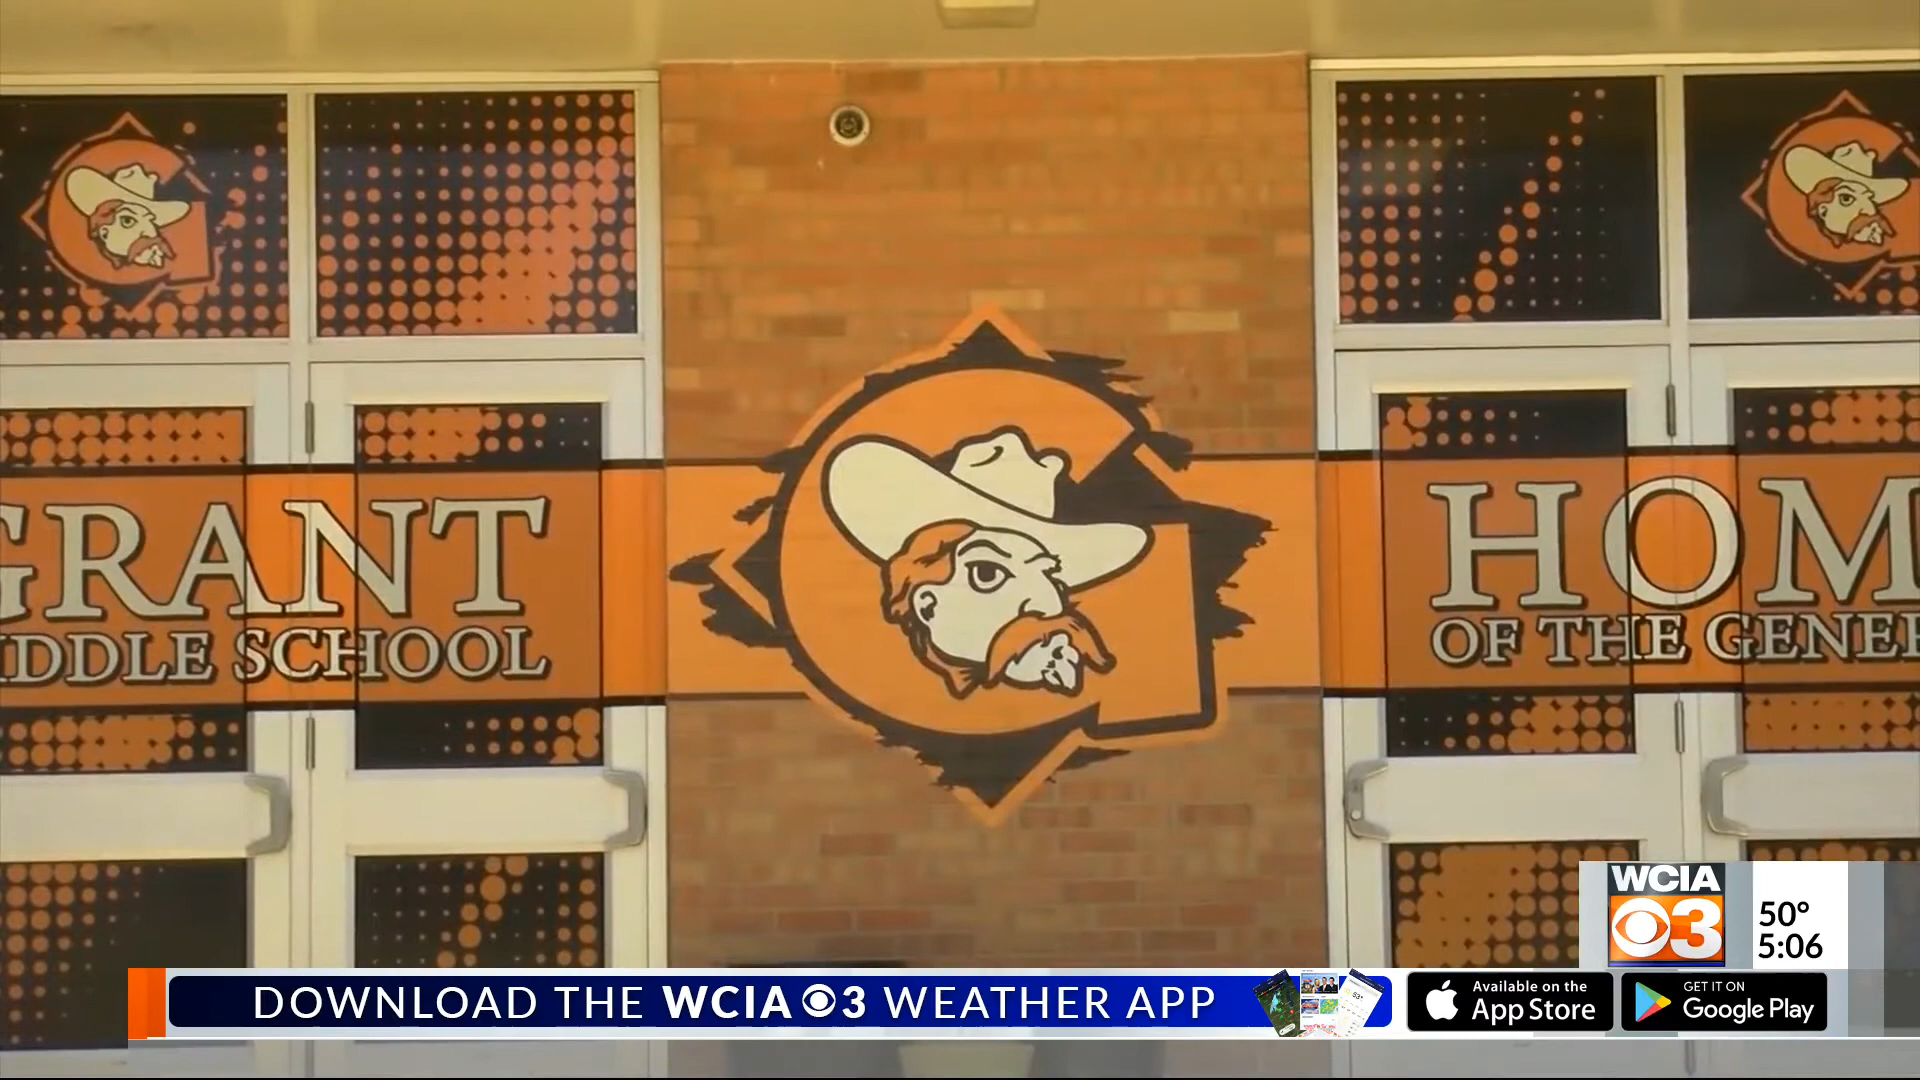 GRANT
IDDLE SCHOOL
HOM
OF THE GENER
WCIA
3
50°
5:06
DOWNLOAD THE WCIA 3 WEATHER APP
Available on the
App Store
GET IT ON
Google Play